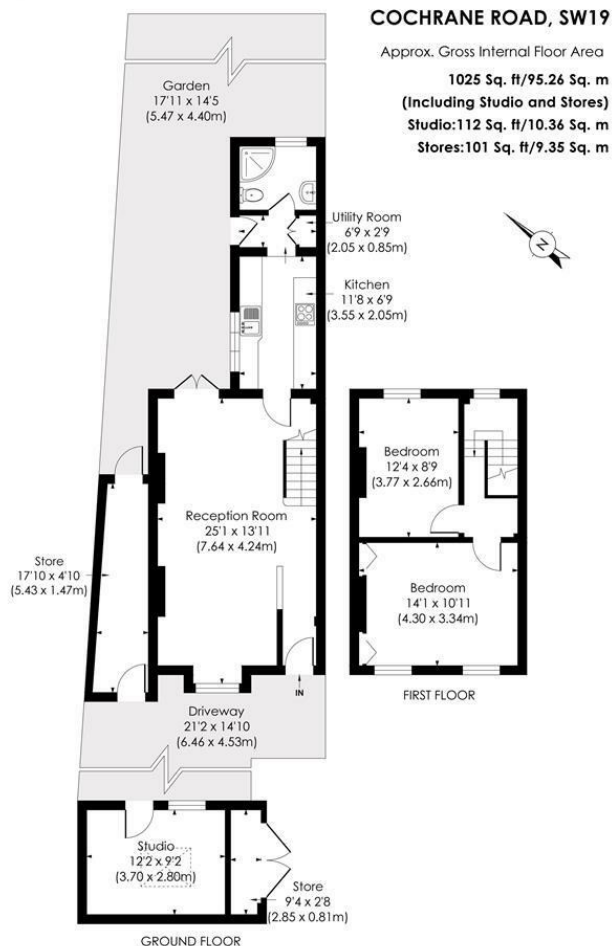 COCHRANE ROAD, SW19
Approx. Gross Internal Floor Area
1025 Sq. ft/95.26 Sq. m
(Including Studio and Stores)
Studio:112 Sq. ft/10.36 Sq. m
Stores:101 Sq. ft/9.35 Sq. m
N
Garden
17'11 x 14'5
(5.47 x 4.40m)
Utility Room
6'9 x 2'9
(2.05 x 0.85m)
Kitchen
11'8 x 6'9
(3.55 x 2.05m)
Reception Room
25'1 x 13'11
(7.64 x 4.24m)
Store
17'10 x 4'10
(5.43 x 1.47m)
IN
Driveway
21'2 x 14'10
(6.46 x 4.53m)
Bedroom
12'4 x 8'9
(3.77 x 2.66m)
Bedroom
14'1 x 10'11
(4.30 x 3.34m)
FIRST FLOOR
Studio
12'2 x 9'2
(3.70 x 2.80m)
Store
9'4 x 2'8
(2.85 x 0.81m)
GROUND FLOOR